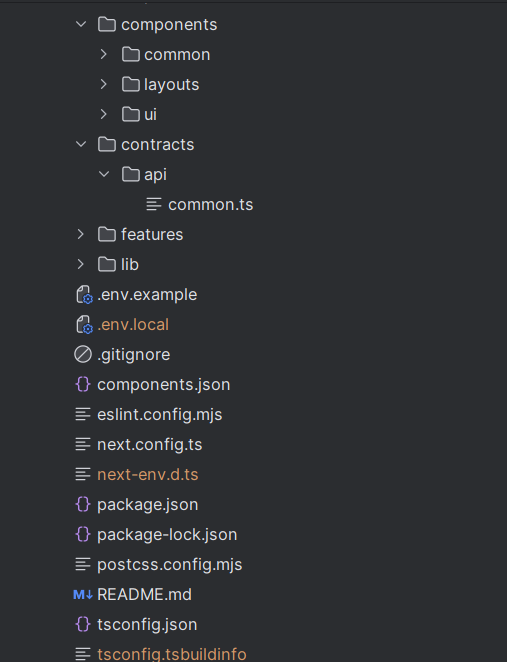 components
common
layouts
ui
contracts
api
common.ts
features
lib
.env.example
.env.local
.gitignore
components.json
eslint.config.mjs
next.config.ts
next-env.d.ts
package.json
package-lock.json
postcss.config.mjs
M↓ README.md
tsconfig.json
tsconfig.tsbuildinfo